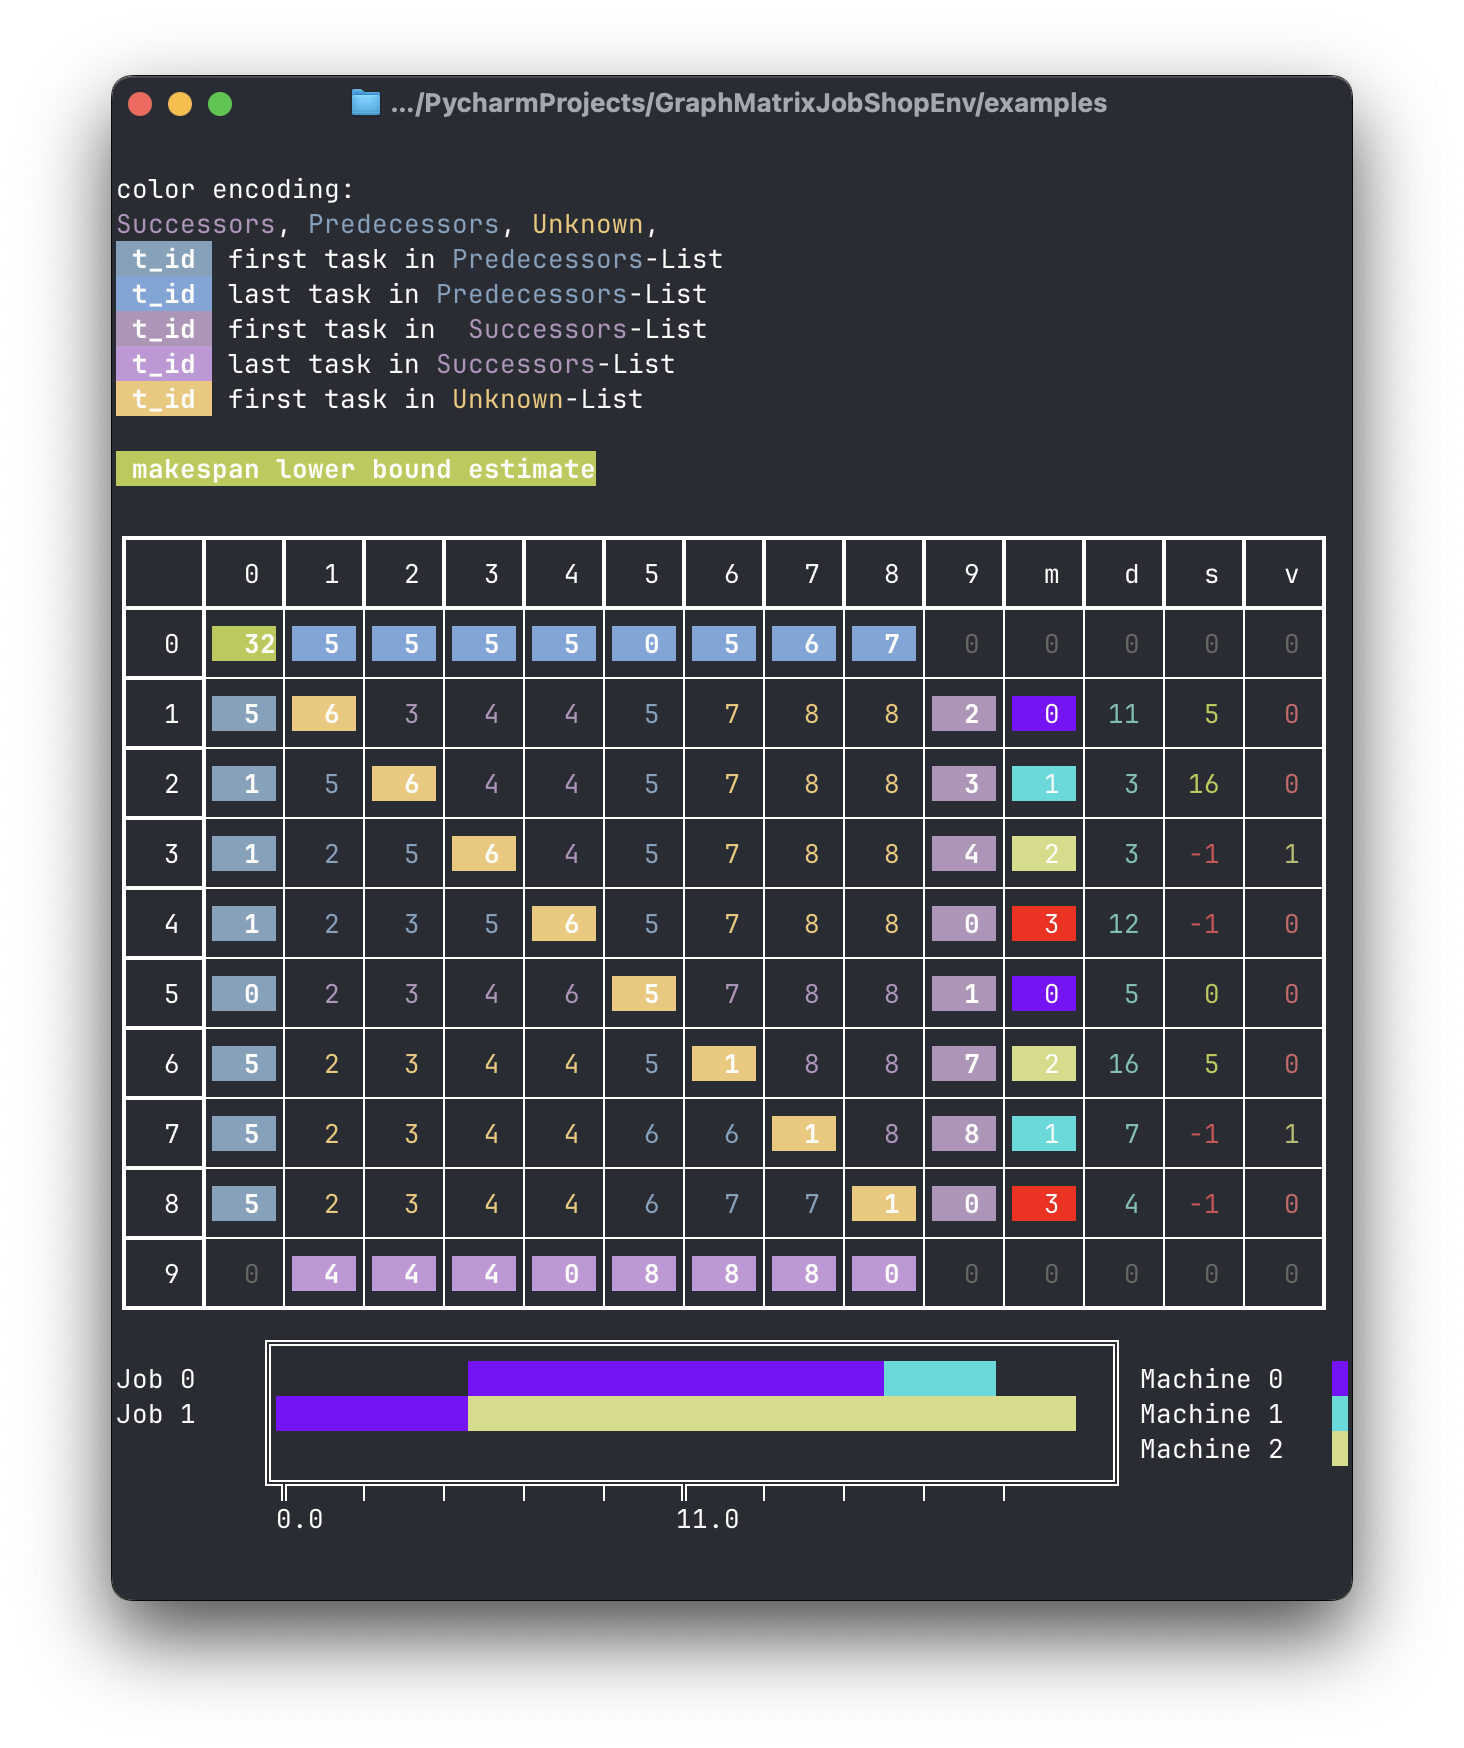 .../PycharmProjects/GraphMatrixJobShopEnv/examples
color encoding:
Successors, Predecessors, Unknown,
t_id first task in Predecessors-List
t_id last task in Predecessors-List
t_id first task in  Successors-List
t_id last task in Successors-List
t_id first task in Unknown-List
makespan lower bound estimate
0 1 2 3 4 5 6 7 8 9 m d s v
0 32 5 5 5 5 0 5 6 7 0 0 0 0 0
1 5 6 3 4 4 5 7 8 8 2 0 11 5 0
2 1 5 6 4 4 5 7 8 8 3 1 3 16 0
3 1 2 5 6 4 5 7 8 8 4 2 3 -1 1
4 1 2 3 5 6 5 7 8 8 0 3 12 -1 0
5 0 2 3 4 6 5 7 8 8 1 0 5 0 0
6 5 2 3 4 4 5 1 8 8 7 2 16 5 0
7 5 2 3 4 4 6 6 1 8 8 1 7 -1 1
8 5 2 3 4 4 6 7 7 1 0 3 4 -1 0
9 0 4 4 4 0 8 8 8 0 0 0 0 0 0
Job 0 Machine 0
Job 1 Machine 1
Machine 2
0.0 11.0